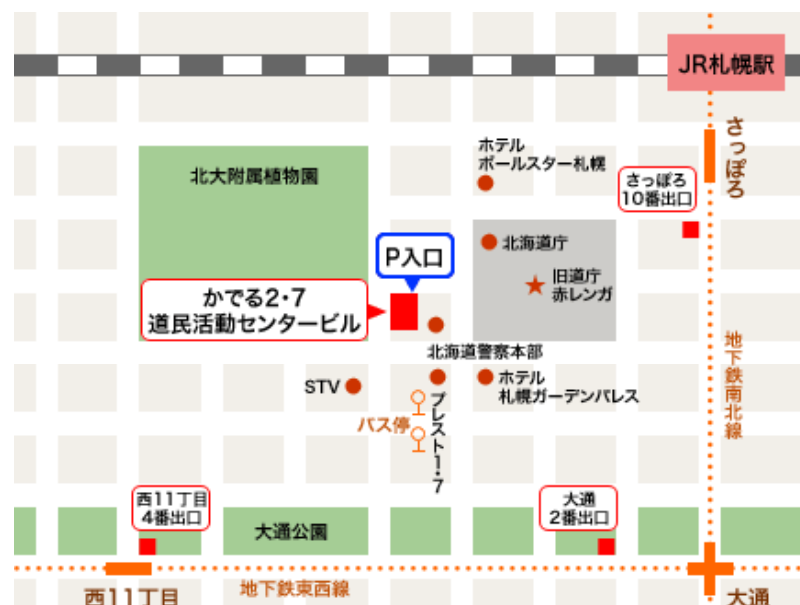 JR札幌駅
さっぽろ
ホテル
ポールスター札幌
北大附属植物園
さっぽろ
10番出口
P入口
北海道庁
旧道庁
赤レンガ
かでる2・7
道民活動センタービル
北海道警察本部
地下鉄南北線
STV
ホテル
札幌ガーデンパレス
プレスト1・7
バス停
西11丁目
4番出口
大通
2番出口
大通公園
地下鉄東西線
西11丁目
大通